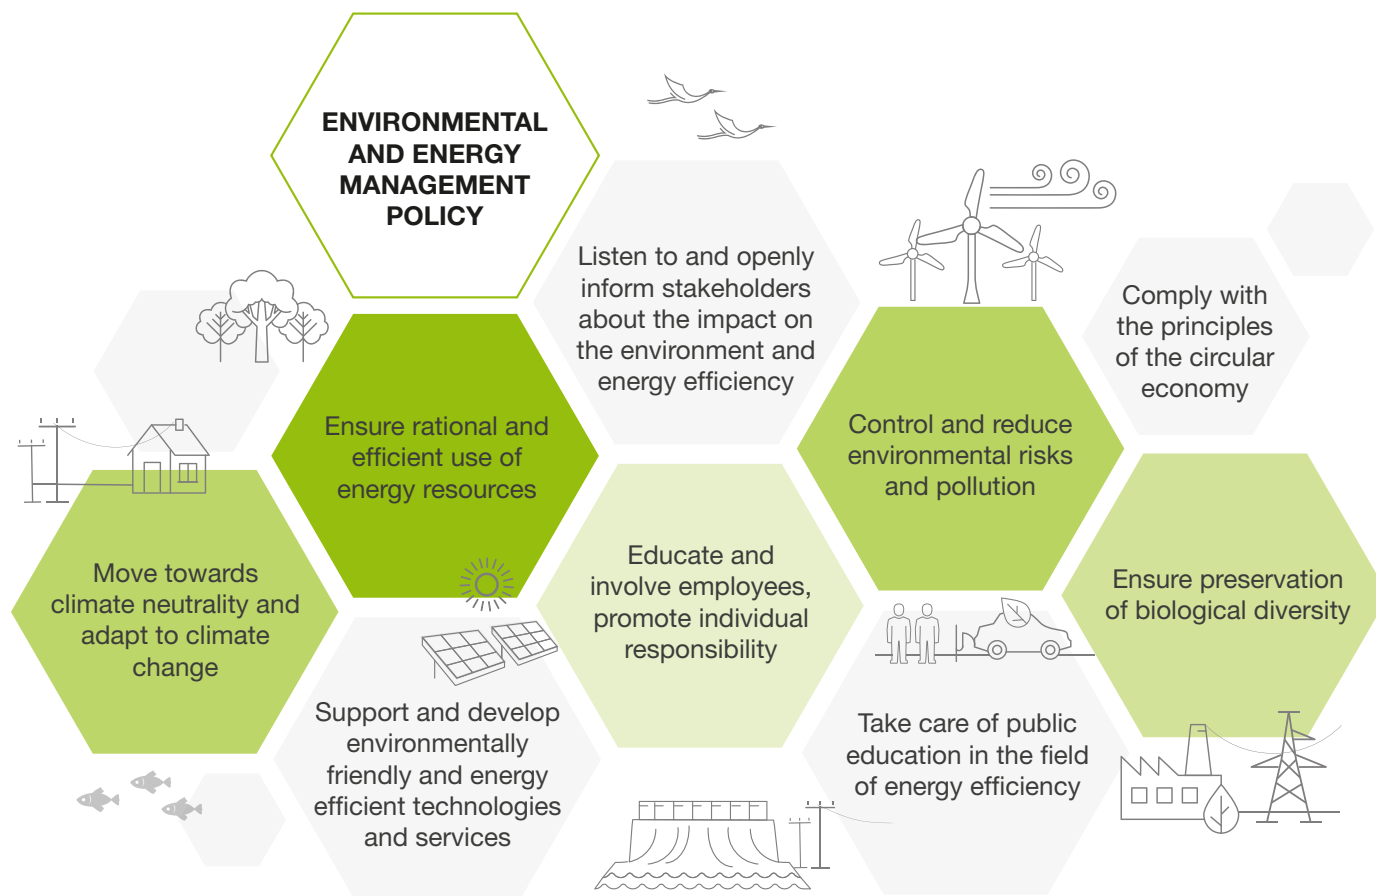 ENVIRONMENTAL
AND ENERGY
MANAGEMENT
POLICY
Listen to and openly
inform stakeholders
about the impact on
the environment and
energy efficiency
Comply with
the principles
of the circular
economy
Ensure rational and
efficient use of
energy resources
Control and reduce
environmental risks
and pollution
Move towards
climate neutrality and
adapt to climate
change
Educate and
involve employees,
promote individual
responsibility
Ensure preservation
of biological diversity
Support and develop
environmentally
friendly and energy
efficient technologies
and services
Take care of public
education in the field
of energy efficiency